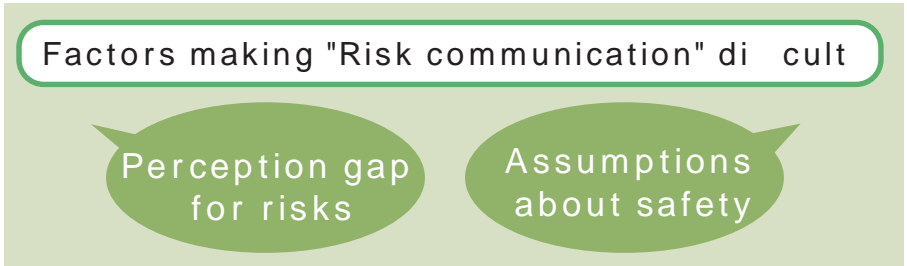 Factors making "Risk communication" di cult
Perception gap
for risks
Assumptions
about safety